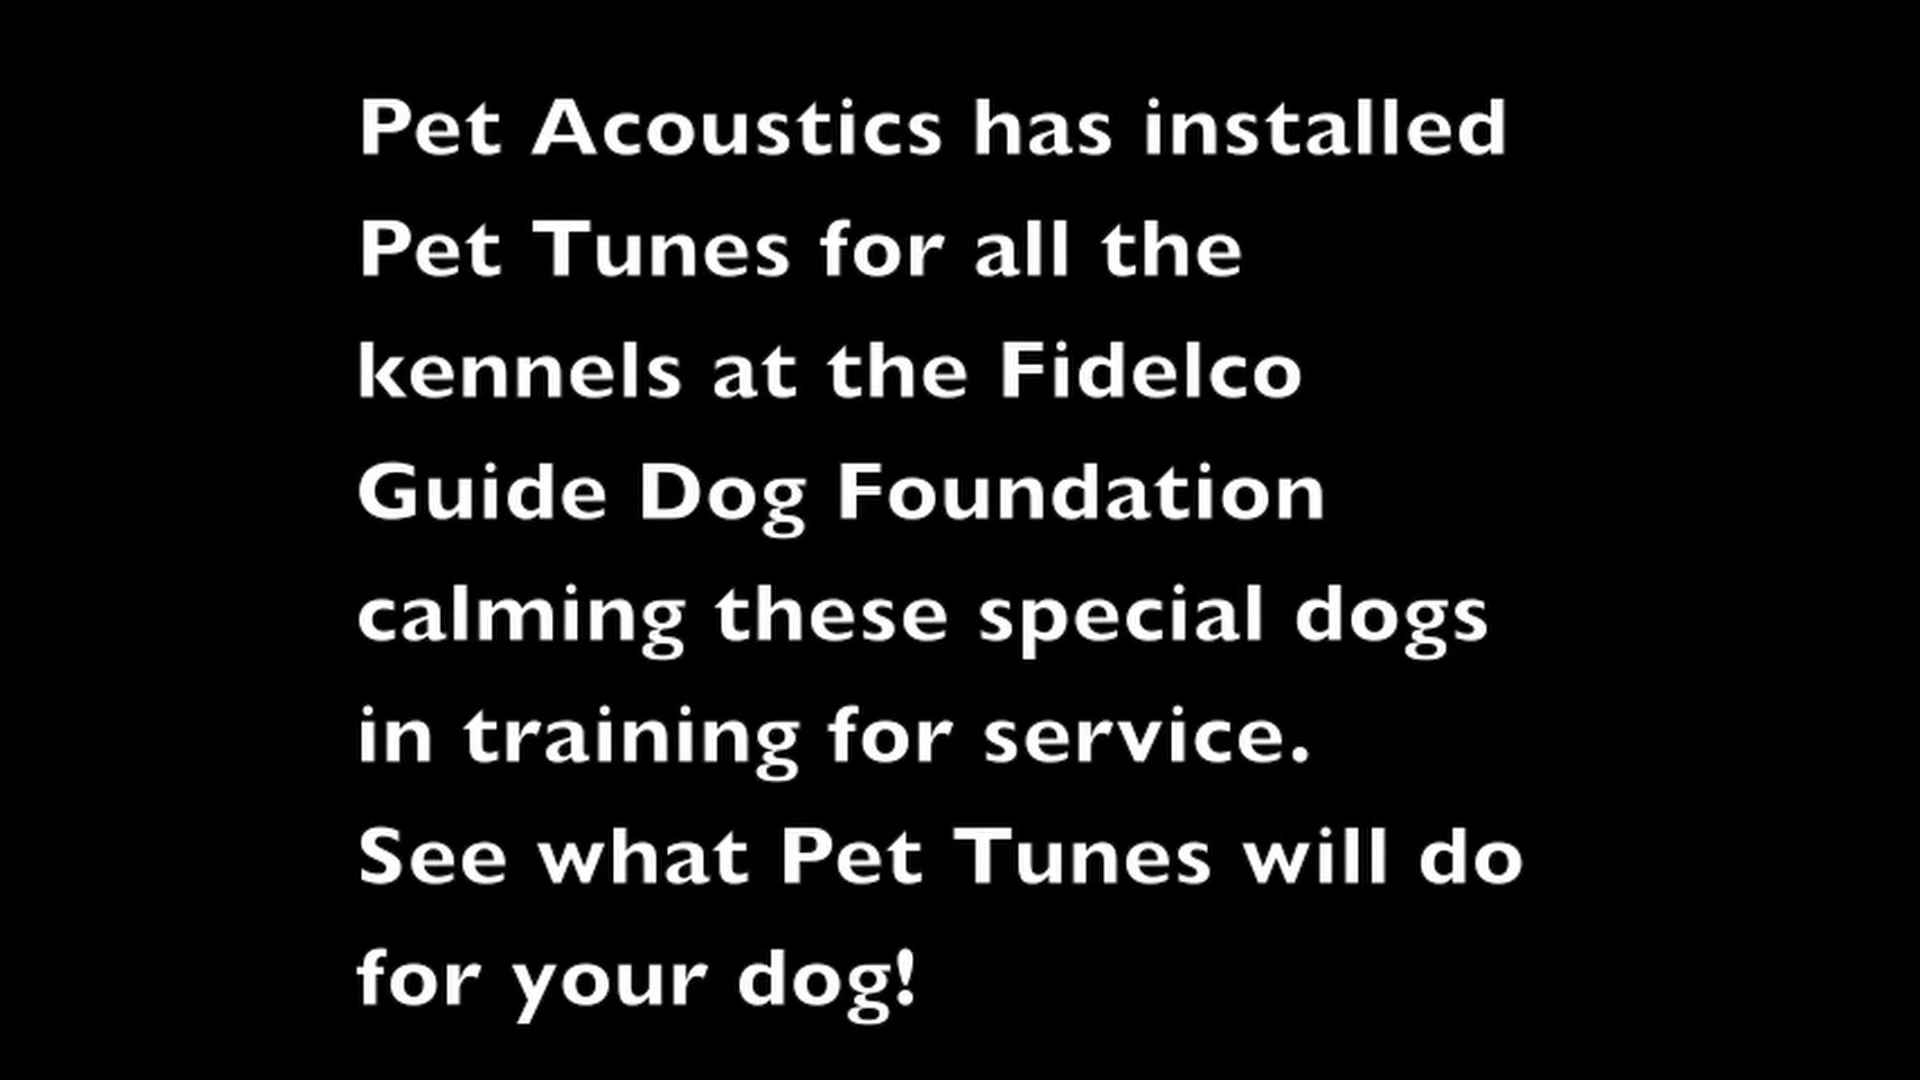 Pet Acoustics has installed
Pet Tunes for all the
kennels at the Fidelco
Guide Dog Foundation
calming these special dogs
in training for service.
See what Pet Tunes will do
for your dog!